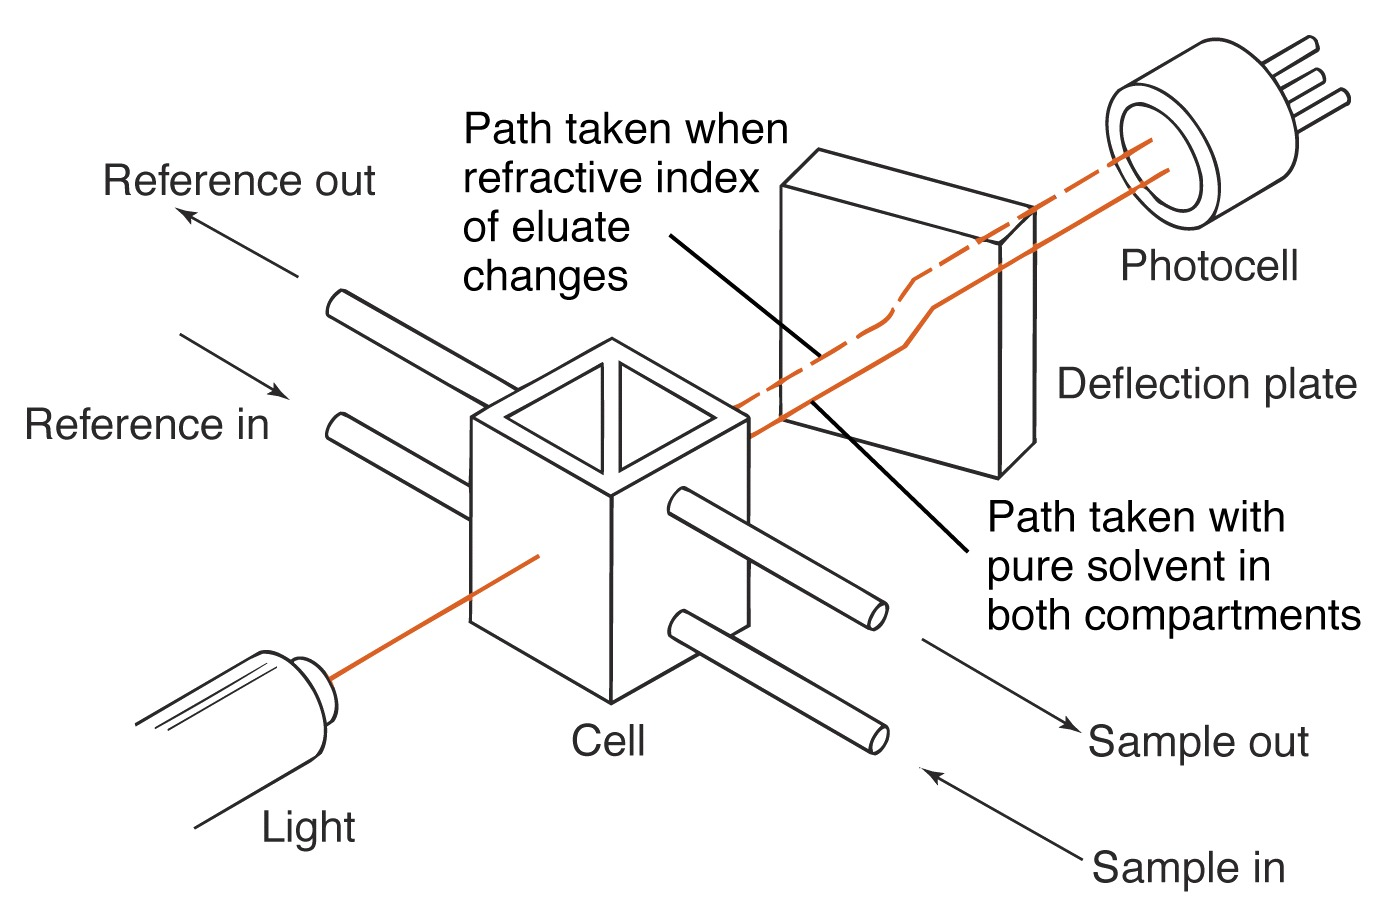 Path taken when
refractive index
of eluate
changes
Reference out
Photocell
Reference in
Deflection plate
Path taken with
pure solvent in
both compartments
Cell
Sample out
Light
Sample in